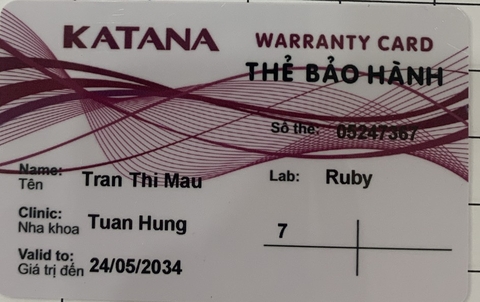 KATANA WARRANTY CARD
THẺ BẢO HÀNH
Số thẻ: 05247367
Name: Tran Thi Mau Lab: Ruby
Tên
Clinic: Tuan Hung
Nha khoa
7
Valid to: 24/05/2034
Giá trị đến